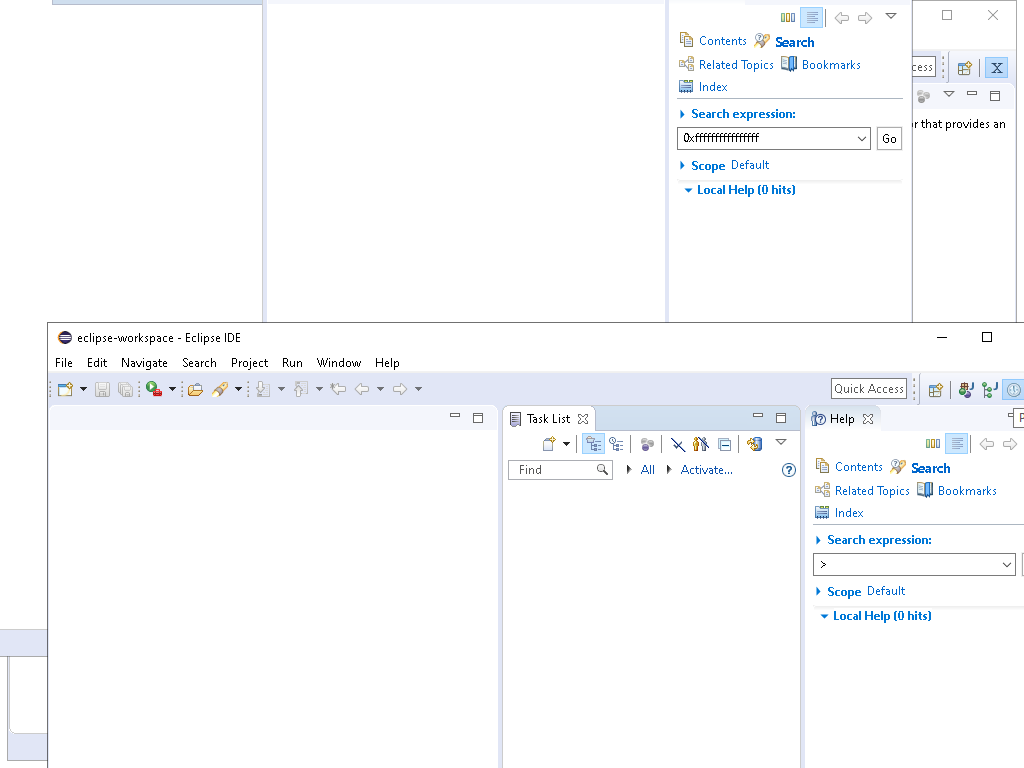 Contents Search
Related Topics Bookmarks
Index
Search expression:
0xffffffffffffffff
Go
Scope Default
Local Help (0 hits)
cess
X
r that provides an
eclipse-workspace - Eclipse IDE
File Edit Navigate Search Project Run Window Help
Quick Access
Task List
Help
Find
All
Activate...
Contents Search
Related Topics Bookmarks
Index
Search expression:
>
Scope Default
Local Help (0 hits)